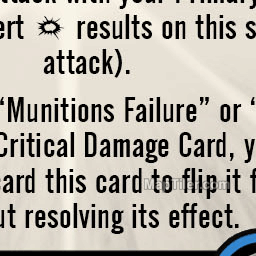 attack with your Primary
ert results on this s
attack).
"Munitions Failure" or "
Critical Damage Card, y
card this card to flip it f
ut resolving its effect.